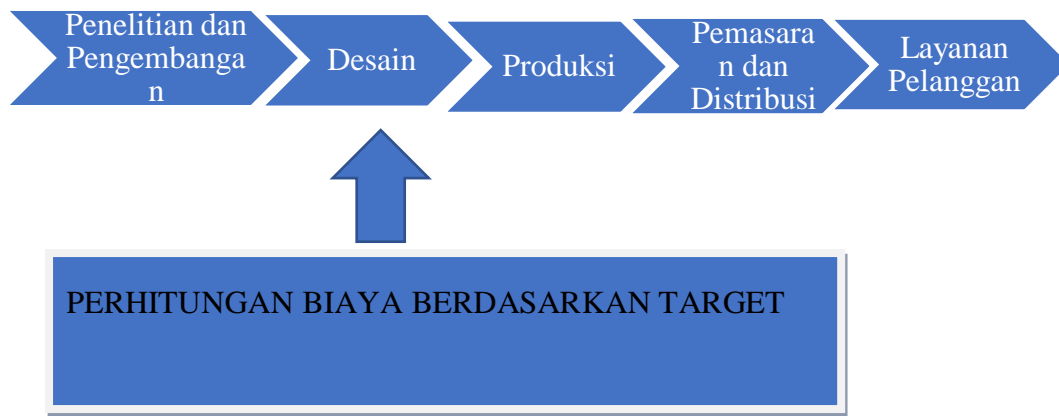 Penelitian dan
Pengembanga
n
Desain
Produksi
Pemasara
n dan
Distribusi
Layanan
Pelanggan
PERHITUNGAN BIAYA BERDASARKAN TARGET